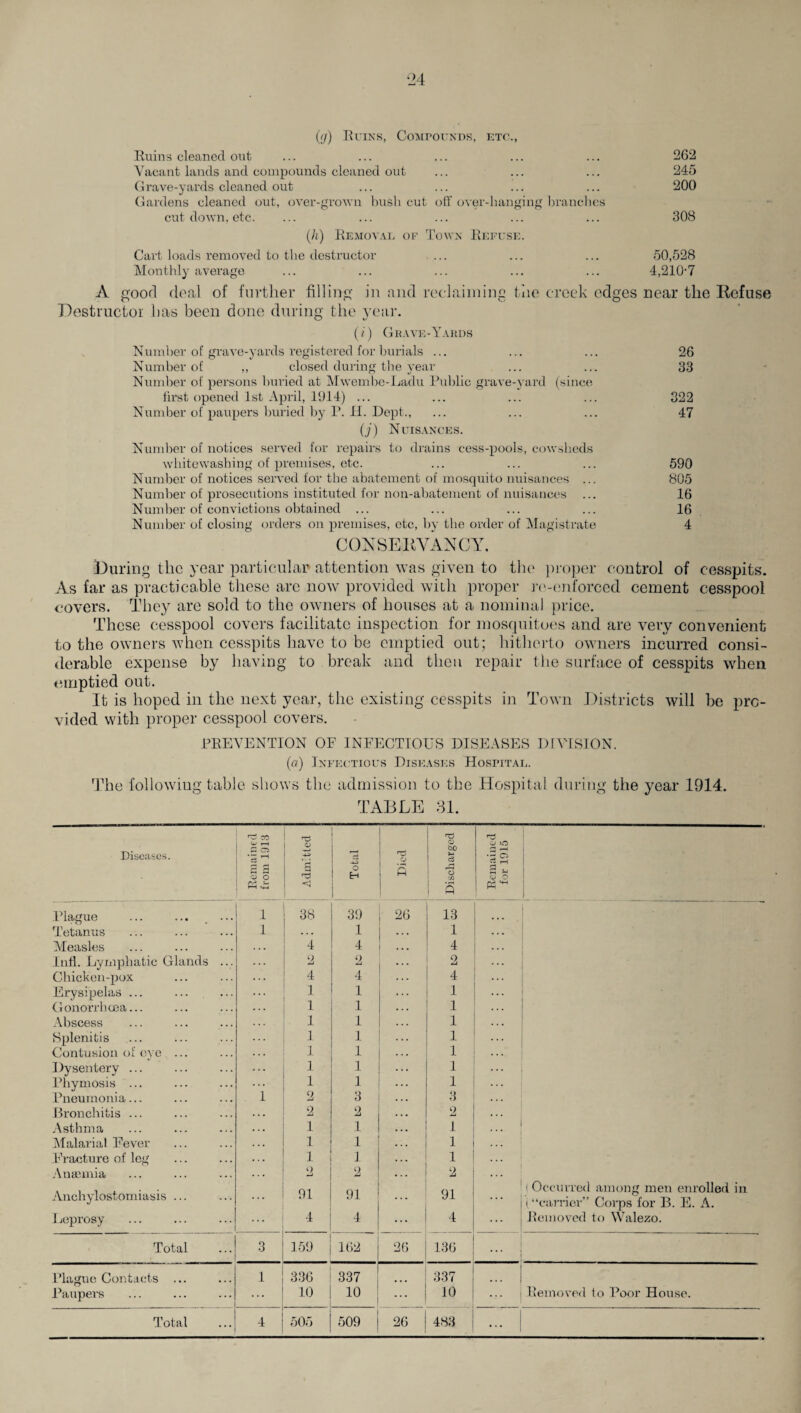 24
(g) Ruins, Compounds, etc.,
Ruins cleaned out ... ... ... ... ... 262
Vacant lands and compounds cleaned out ... ... ... 245
Grave-yards cleaned out ... ... ... ... 200
Gardens cleaned out, over-grown bush cut off over-hanging branches
cut down, etc. ... ... ... ... ... 308
(h) Removal of Town Refuse.
Cart loads removed to the destructor ... ... ... 50,528
Monthly average ... ... ... ... ... 4,210·7
A good deal of further filling in and reclaiming the creek edges near the Refuse
Destructor has been done during the year.
(i) Grave-Yards
Number of grave-yards registered for burials ... ... ... 26
Number of ,, closed during the year ... ... 33
Number of persons buried at Mwembe-Ladu Public grave-yard (since
first opened 1st April, 1914) ... ... ... ... 322
Number of paupers buried by P. H. Dept., ... ... ... 47
(j) Nuisances.
Number of notices served for repairs to drains cess-pools, cowsheds
whitewashing of premises, etc. ... ... ... 590
Number of notices served for the abatement of mosquito nuisances ... 805
Number of prosecutions instituted for non-abatement of nuisances ... 16
Number of convictions obtained ... ... ... ... 16
Number of closing orders on premises, etc, by the order of Magistrate 4
CONSERVANCY.
During the year particular attention was given to the proper control of cesspits.
As far as practicable these are now provided with proper re-enforced cement cesspool
covers. They are sold to the owners of houses at a nominal price.
These cesspool covers facilitate inspection for mosquitoes and are very convenient
to the owners when cesspits have to be emptied out; hitherto owners incurred consi-
derable expense by having to break and then repair the surface of cesspits when
emptied out.
It is hoped in the next year, the existing cesspits in Town Districts will be pro-
vided with proper cesspool covers.
PREVENTION OF INFECTIOUS DISEASES DIVISION.
(a) Infectious Diseases Hospital.
The following table shows the admission to the Hospital during the year 1914.
TABLE 31.
Diseases. Remained from 1913 Admitted Total Died Discharged Remained for 1915
Plague ... ... ... 1 38 39 26 13 ...
Tetanus ... ... ... 1 ... 1 ... 1 ...
Measles ... ... ... ... 4 4 ... 4 ...
Infl. Lymphatic Glands ... ... 2 2 ... 2 ...
Chicken-pox ... ... ... 4 4 ... 4 ...
Erysipelas ... ... ... ... 1 1 ... 1 ...
Gonorrhœa... ... ... ... 1 1 ... 1 ...
Abscess ... ... ... ... 1 1 ... 1 ...
Splenitis ... ... ... ... 1 1 ... 1 ...
Contusion of eye ... ... ... 1 1 ... 1 ...
Dysentery ... ... ... ... 1 1 ... 1 ...
Phymosis ... ... ... ... 1 1 ... 1 ...
Pneumonia... ... ... 1 2 3 ... 3 ...
Bronchitis ... ... ... ... 2 2 ... 2 ...
Asthma ... ... ... ... 1 1 ... 1 ...
Malarial Fever ... ... ... 1 1 ... 1 ...
Fracture of leg ... ... ... 1 1 ... 1 ...
Anæmia ... ... ... ... 2 2 ... 2 ...
Anchylostomiasis ... ... ... 91 91 ... 91 ... { Occurred among men enrolled in
{ "carrier" Corps for B. E. A.
Leprosy ... ... ... ... 4 4 ... 4 ... Removed to Walezo.
Total ... 3 159 162 26 136 ...
Plague Contacts ... ... 1 336 337 ... 337 ...
Paupers ... ... ... ... 10 10 ... 10 ... Removed to Poor House.
Total ... 4 505 509 26 483 ...